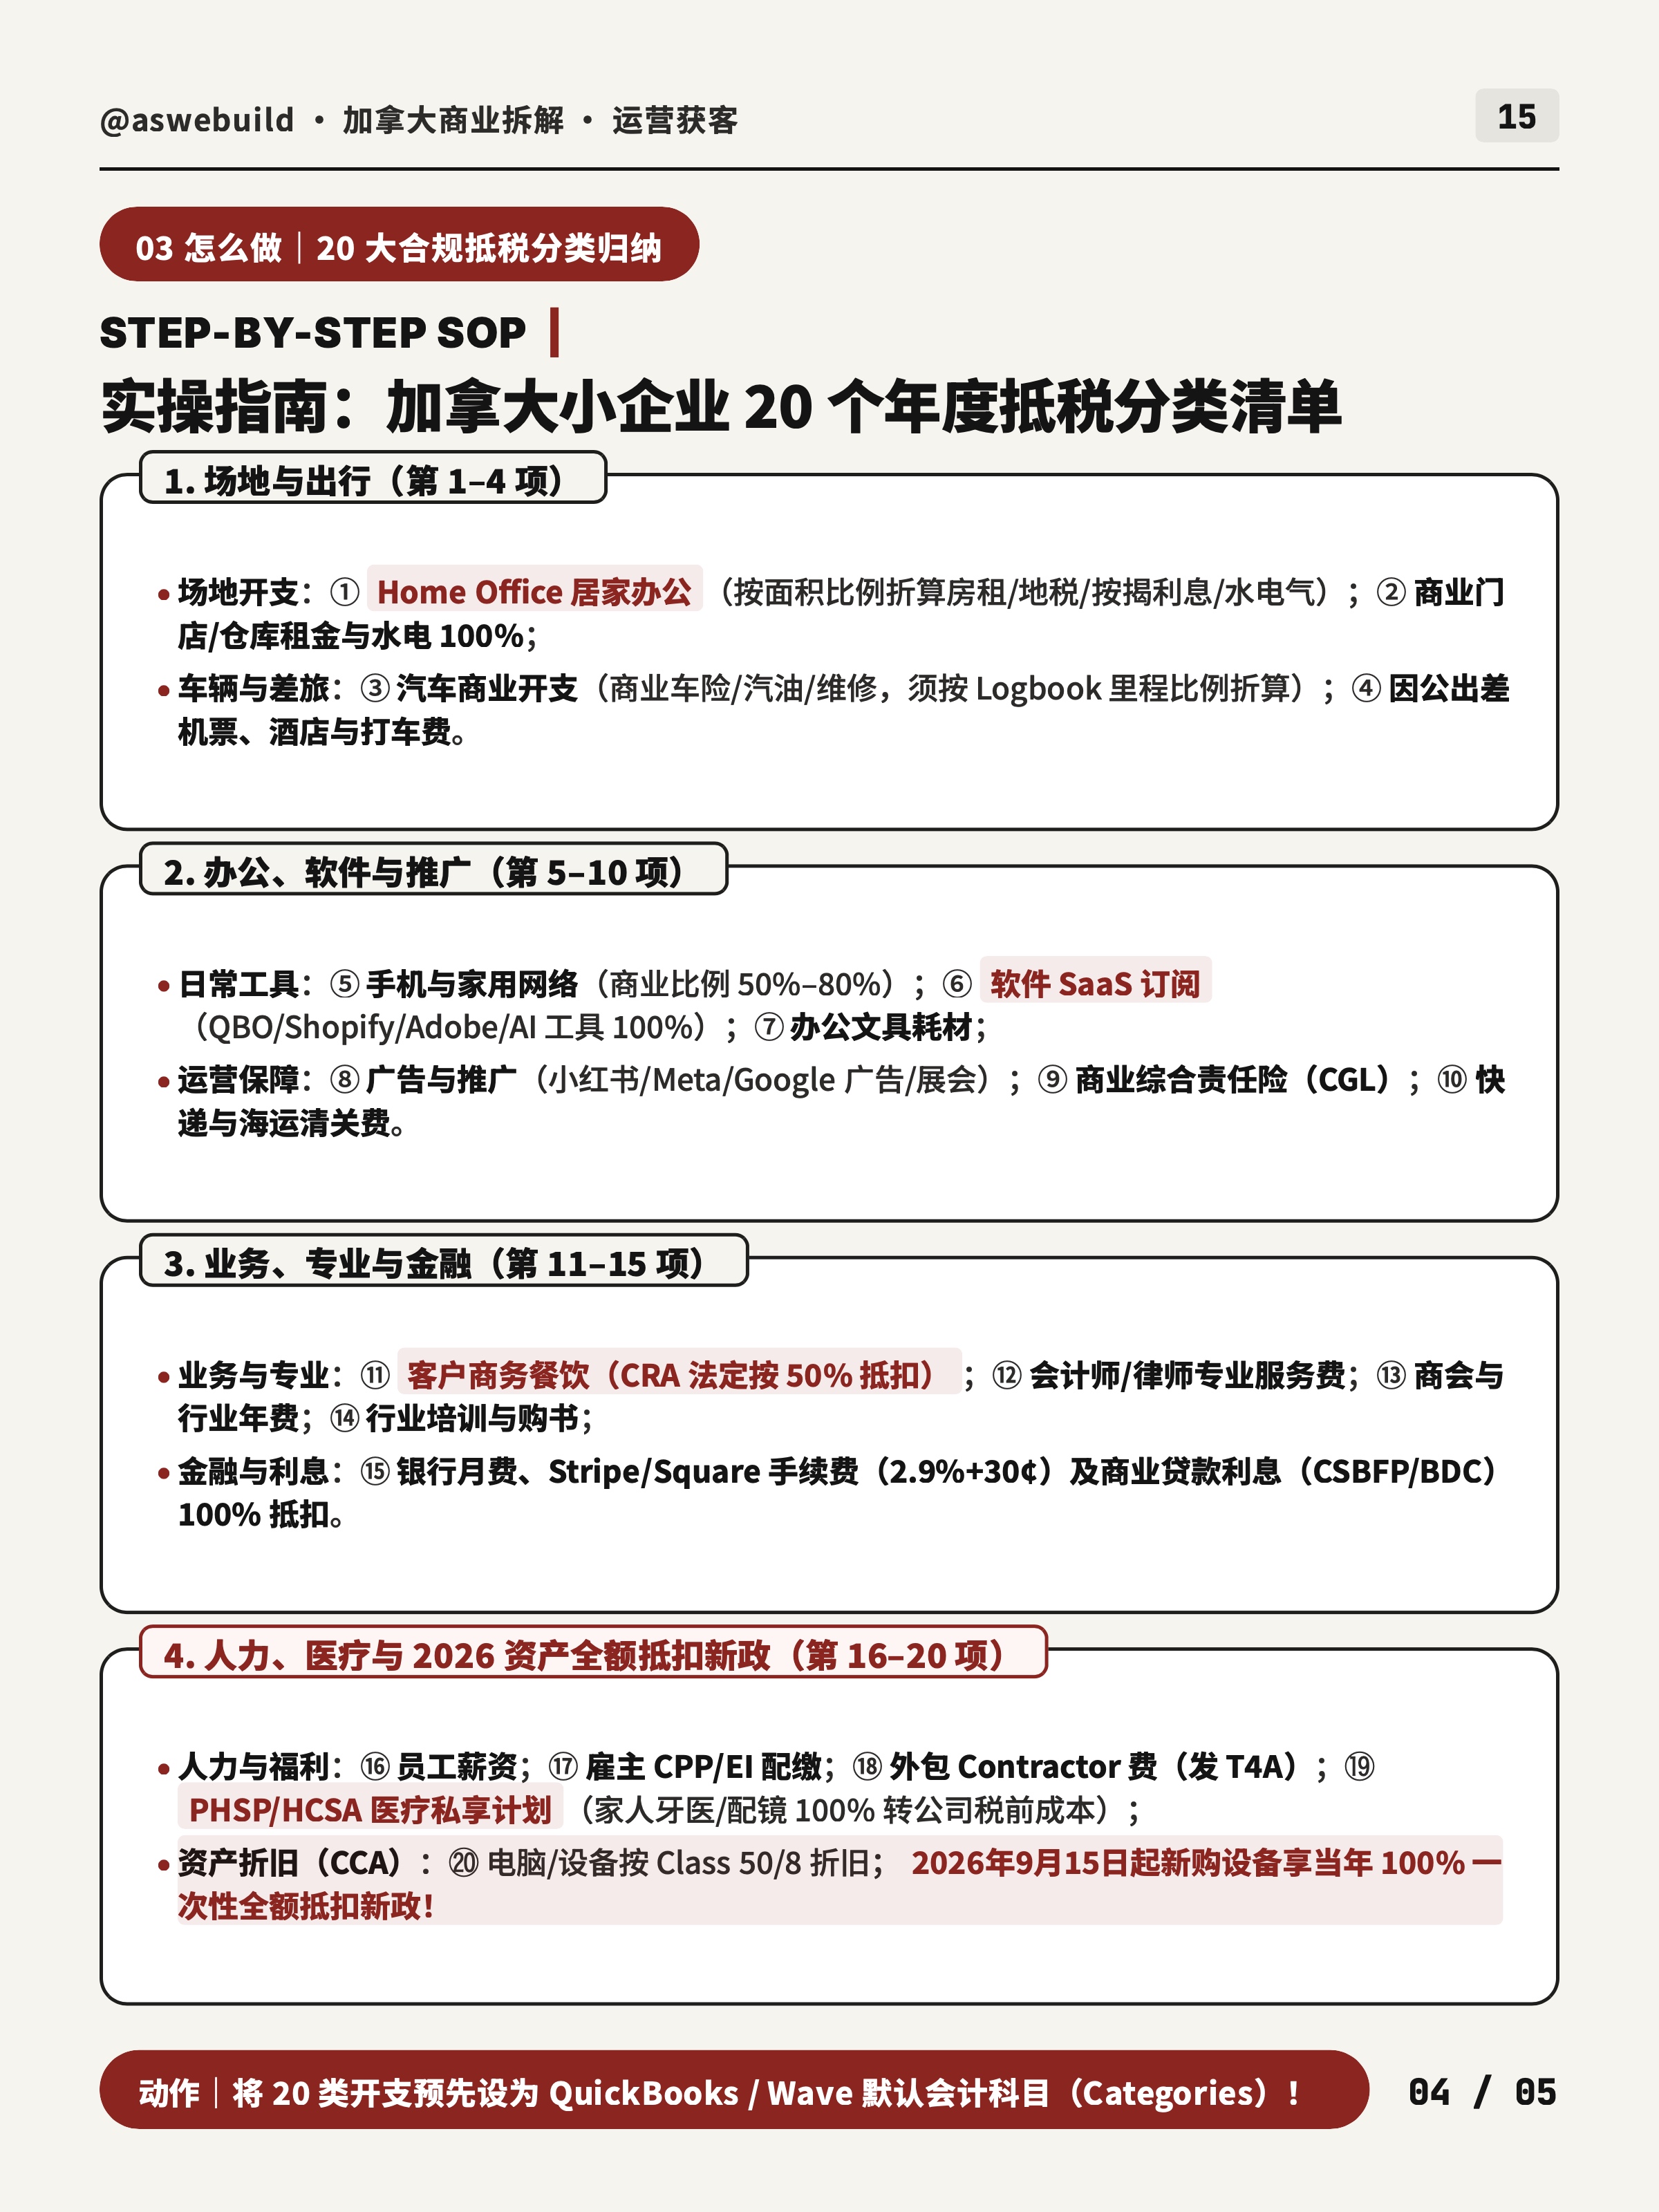 @aswebuild · 加拿大商业拆解 · 运营获客
15
03 怎么做｜20 大合规抵税分类归纳
STEP-BY-STEP SOP
实操指南：加拿大小企业 20 个年度抵税分类清单
1. 场地与出行（第 1–4 项）
• 场地开支：① Home Office 居家办公（按面积比例折算房租/地税/按揭利息/水电气）；② 商业门
店/仓库租金与水电 100%；
• 车辆与差旅：③ 汽车商业开支（商业车险/汽油/维修，须按 Logbook 里程比例折算）；④ 因公出差
机票、酒店与打车费。
2. 办公、软件与推广（第 5–10 项）
• 日常工具：⑤ 手机与家用网络（商业比例 50%–80%）；⑥ 软件 SaaS 订阅
（QBO/Shopify/Adobe/AI 工具 100%）；⑦ 办公文具耗材；
• 运营保障：⑧ 广告与推广（小红书/Meta/Google 广告/展会）；⑨ 商业综合责任险（CGL）；⑩ 快
递与海运清关费。
3. 业务、专业与金融（第 11–15 项）
• 业务与专业：⑪ 客户商务餐饮（CRA 法定按 50% 抵扣）；⑫ 会计师/律师专业服务费；⑬ 商会与
行业年费；⑭ 行业培训与购书；
• 金融与利息：⑮ 银行月费、Stripe/Square 手续费（2.9%+30¢）及商业贷款利息（CSBFP/BDC）
100% 抵扣。
4. 人力、医疗与 2026 资产全额抵扣新政（第 16–20 项）
• 人力与福利：⑯ 员工薪资；⑰ 雇主 CPP/EI 配缴；⑱ 外包 Contractor 费（发 T4A）；⑲
PHSP/HCSA 医疗私享计划（家人牙医/配镜 100% 转公司税前成本）；
• 资产折旧（CCA）：⑳ 电脑/设备按 Class 50/8 折旧； 2026年9月15日起新购设备享当年 100% 一
次性全额抵扣新政！
动作｜将 20 类开支预先设为 QuickBooks / Wave 默认会计科目（Categories）！
04 / 05